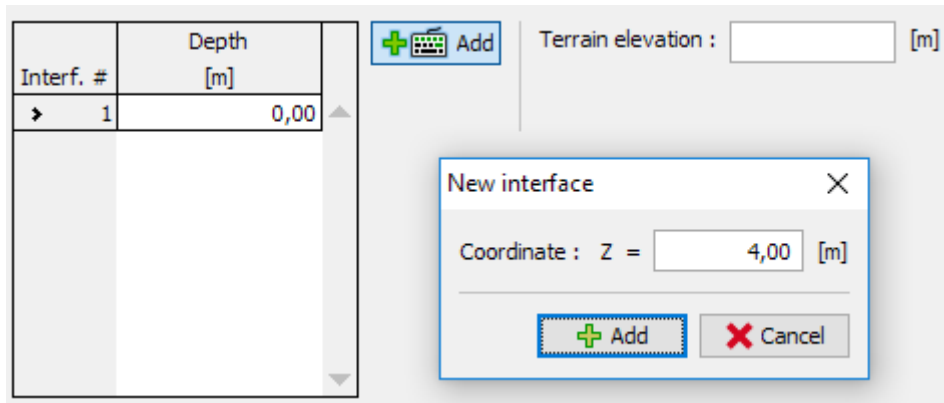 Depth
Interf. # [m]
1 0,00
Add
Terrain elevation : [m]
New interface
Coordinate : Z = 4,00 [m]
Add Cancel